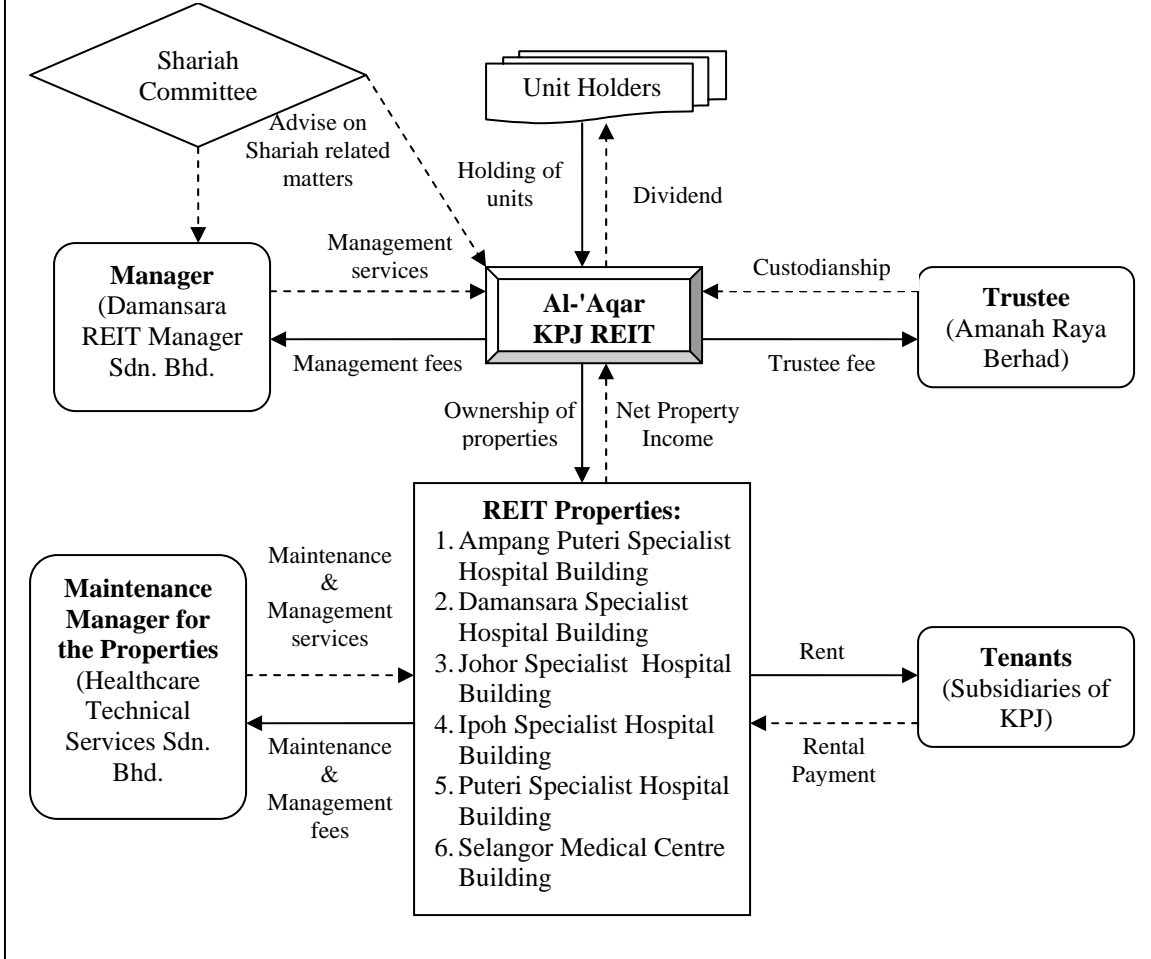 Shariah
Committee
Unit Holders
Advise on
Shariah related
matters
Holding of
units
Dividend
Manager
(Damansara
REIT Manager
Sdn. Bhd.
Management
services
Management fees
Al-'Aqar
KPJ REIT
Custodianship
Trustee fee
Trustee
(Amanah Raya
Berhad)
Ownership of
properties
Net Property
Income
Maintenance
Manager for
the Properties
(Healthcare
Technical
Services Sdn.
Bhd.
Maintenance
&
Management
services
Maintenance
&
Management
fees
REIT Properties:
1. Ampang Puteri Specialist
Hospital Building
2. Damansara Specialist
Hospital Building
3. Johor Specialist Hospital
Building
4. Ipoh Specialist Hospital
Building
5. Puteri Specialist Hospital
Building
6. Selangor Medical Centre
Building
Rent
Rental
Payment
Tenants
(Subsidiaries of
KPJ)